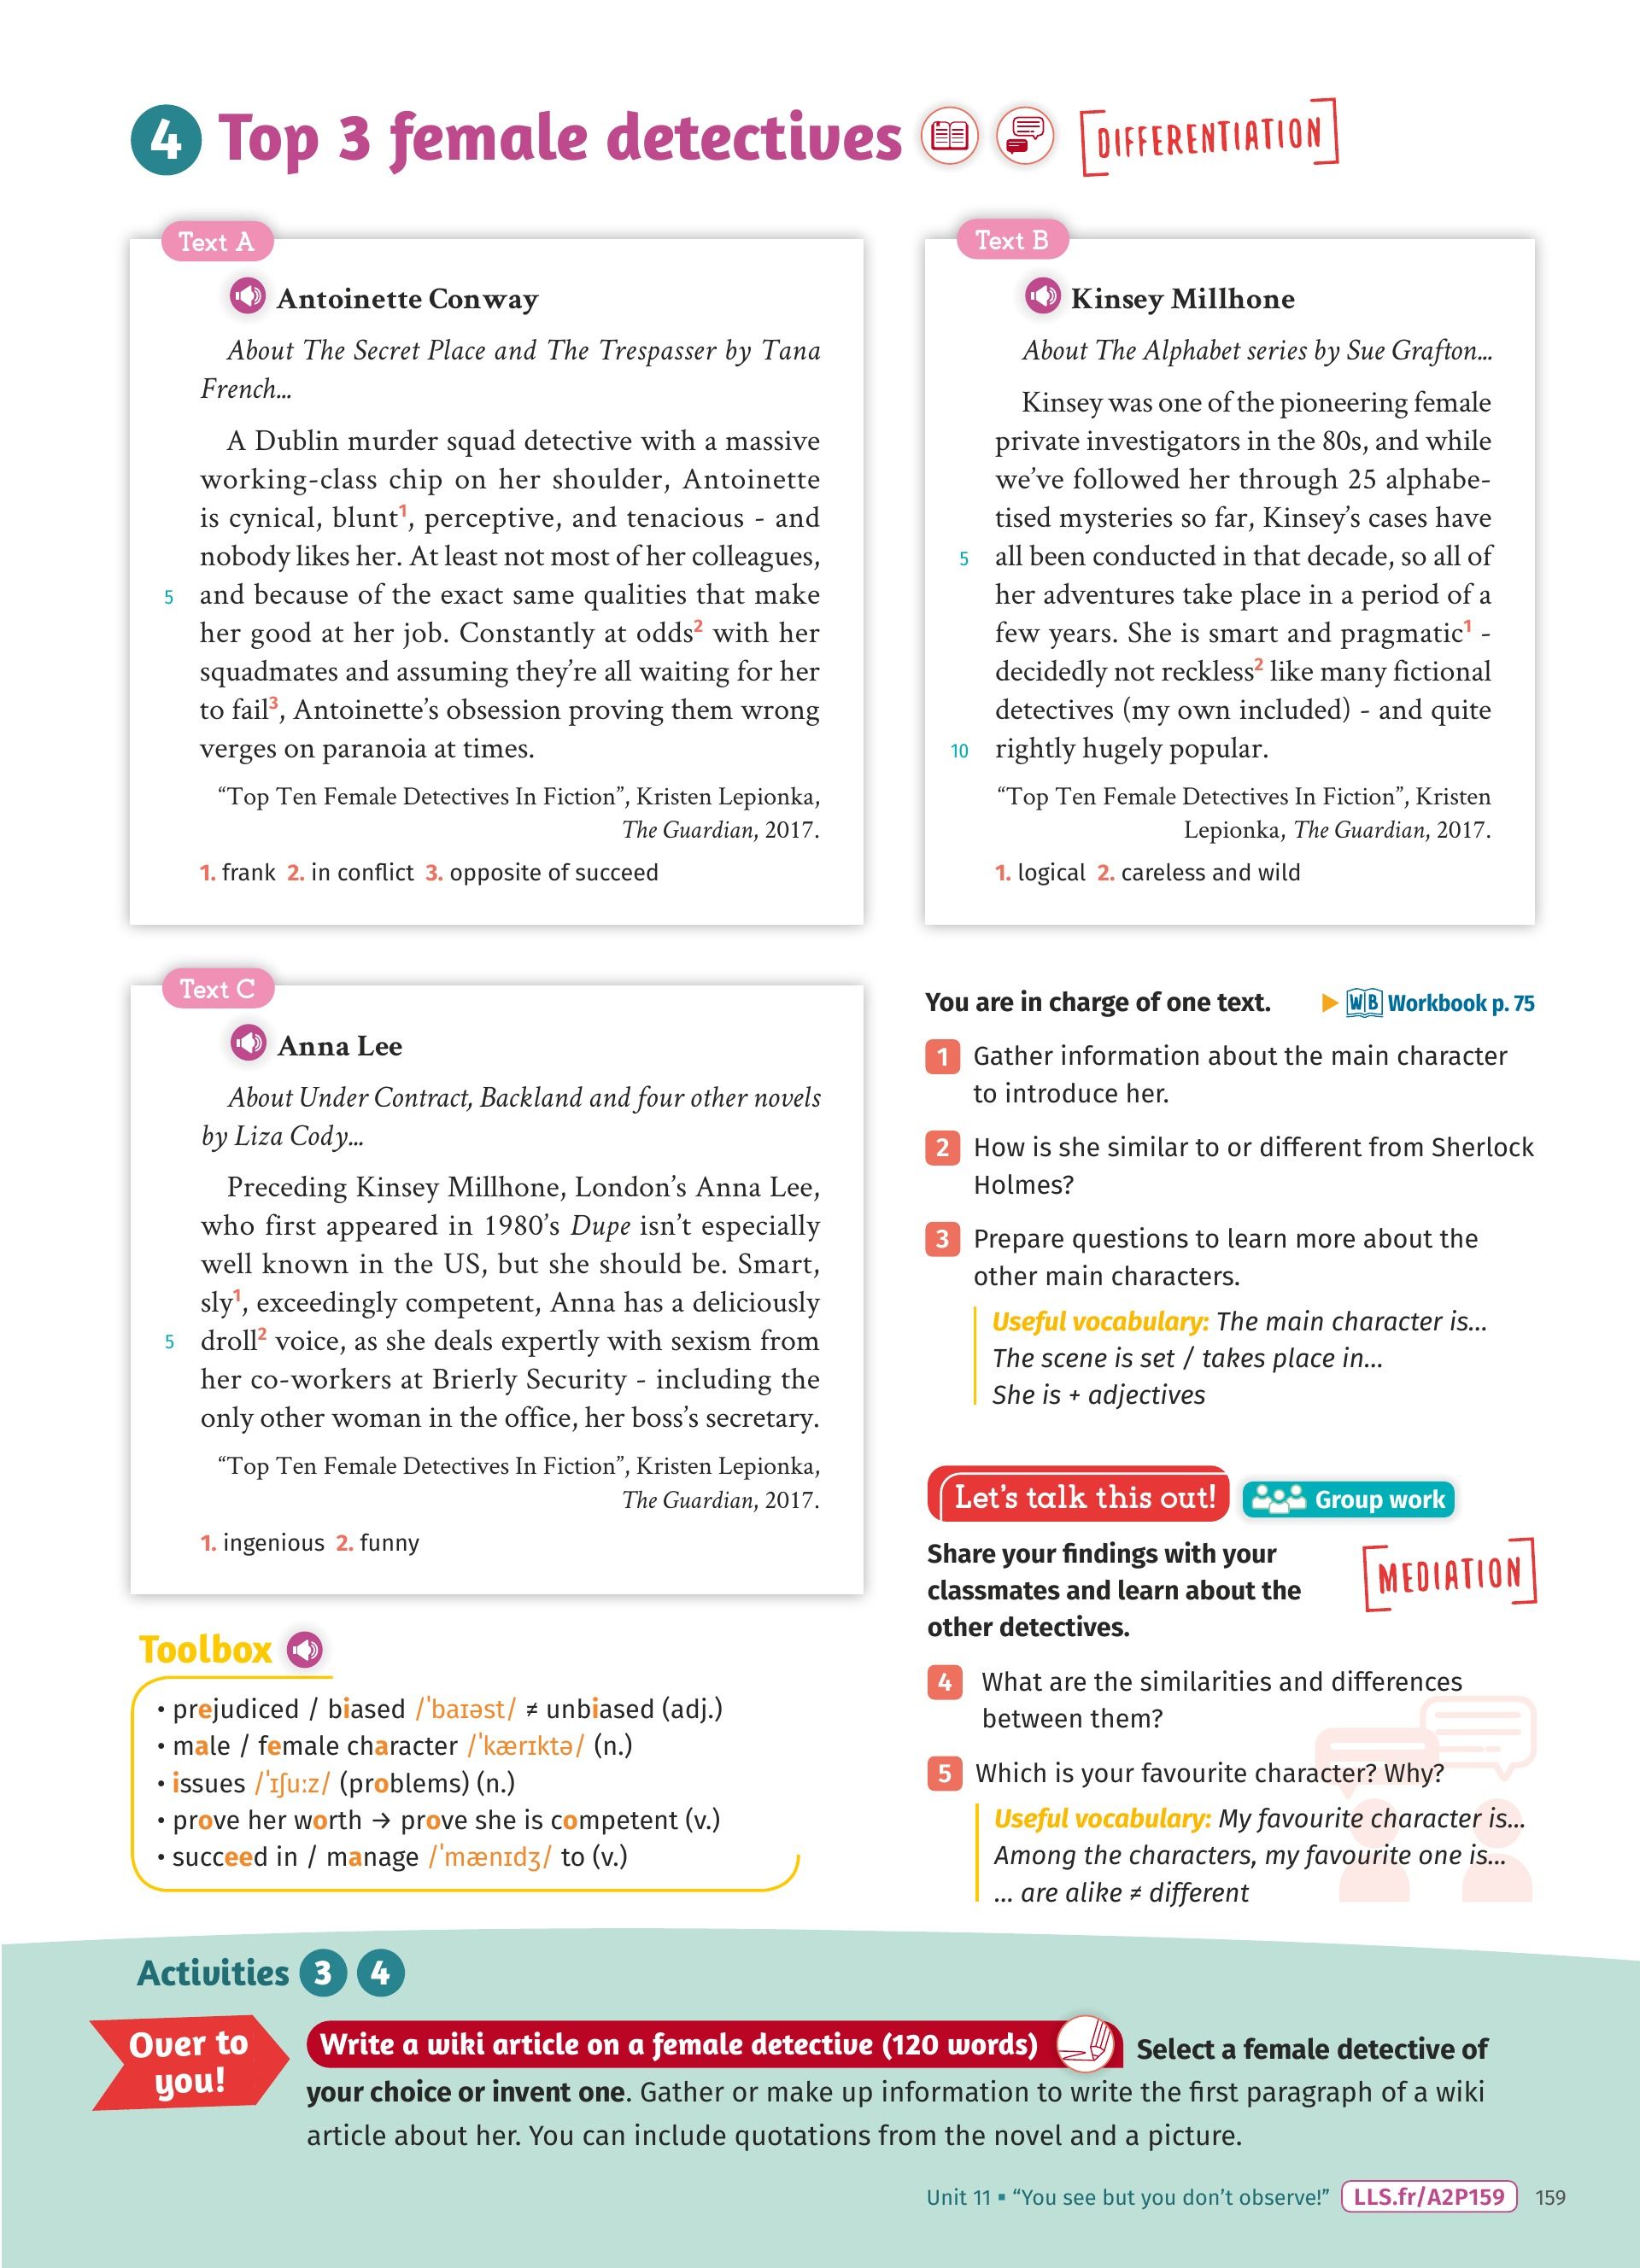 4 Top 3 female detectives
DIFFERENTIATION
Text A
Antoinette Conway
About The Secret Place and The Trespasser by Tana
French...
A Dublin murder squad detective with a massive
working-class chip on her shoulder, Antoinette
is cynical, blunt1, perceptive, and tenacious - and
nobody likes her. At least not most of her colleagues,
5 and because of the exact same qualities that make
her good at her job. Constantly at odds2 with her
squadmates and assuming they're all waiting for her
to fail3, Antoinette's obsession proving them wrong
verges on paranoia at times.
“Top Ten Female Detectives In Fiction”, Kristen Lepionka,
The Guardian, 2017.
1. frank 2. in conflict 3. opposite of succeed
Text B
Kinsey Millhone
About The Alphabet series by Sue Grafton...
Kinsey was one of the pioneering female
private investigators in the 80s, and while
we've followed her through 25 alphabe-
tised mysteries so far, Kinsey's cases have
5 all been conducted in that decade, so all of
her adventures take place in a period of a
few years. She is smart and pragmatic1 -
decidedly not reckless2 like many fictional
detectives (my own included) - and quite
10 rightly hugely popular.
“Top Ten Female Detectives In Fiction”, Kristen
Lepionka, The Guardian, 2017.
1. logical 2. careless and wild
Text C
Anna Lee
About Under Contract, Backland and four other novels
by Liza Cody...
Preceding Kinsey Millhone, London's Anna Lee,
who first appeared in 1980's Dupe isn't especially
well known in the US, but she should be. Smart,
sly1, exceedingly competent, Anna has a deliciously
5 droll2 voice, as she deals expertly with sexism from
her co-workers at Brierly Security - including the
only other woman in the office, her boss's secretary.
“Top Ten Female Detectives In Fiction”, Kristen Lepionka,
The Guardian, 2017.
1. ingenious 2. funny
Toolbox
• prejudiced / biased /ˈbaɪəst/ ≠ unbiased (adj.)
• male / female character /ˈkærɪktə/ (n.)
• issues /ˈɪʃuːz/ (problems) (n.)
• prove her worth → prove she is competent (v.)
• succeed in / manage /ˈmænɪdʒ/ to (v.)
You are in charge of one text. WB Workbook p. 75
1 Gather information about the main character
to introduce her.
2 How is she similar to or different from Sherlock
Holmes?
3 Prepare questions to learn more about the
other main characters.
Useful vocabulary: The main character is...
The scene is set / takes place in...
She is + adjectives
Let's talk this out! Group work
Share your findings with your
classmates and learn about the
other detectives.
MEDIATION
4 What are the similarities and differences
between them?
5 Which is your favourite character? Why?
Useful vocabulary: My favourite character is...
Among the characters, my favourite one is...
... are alike ≠ different
Activities 3 4
Over to
you!
Write a wiki article on a female detective (120 words) Select a female detective of
your choice or invent one. Gather or make up information to write the first paragraph of a wiki
article about her. You can include quotations from the novel and a picture.
Unit 11 ▪ “You see but you don't observe!” LLS.fr/A2P159 159